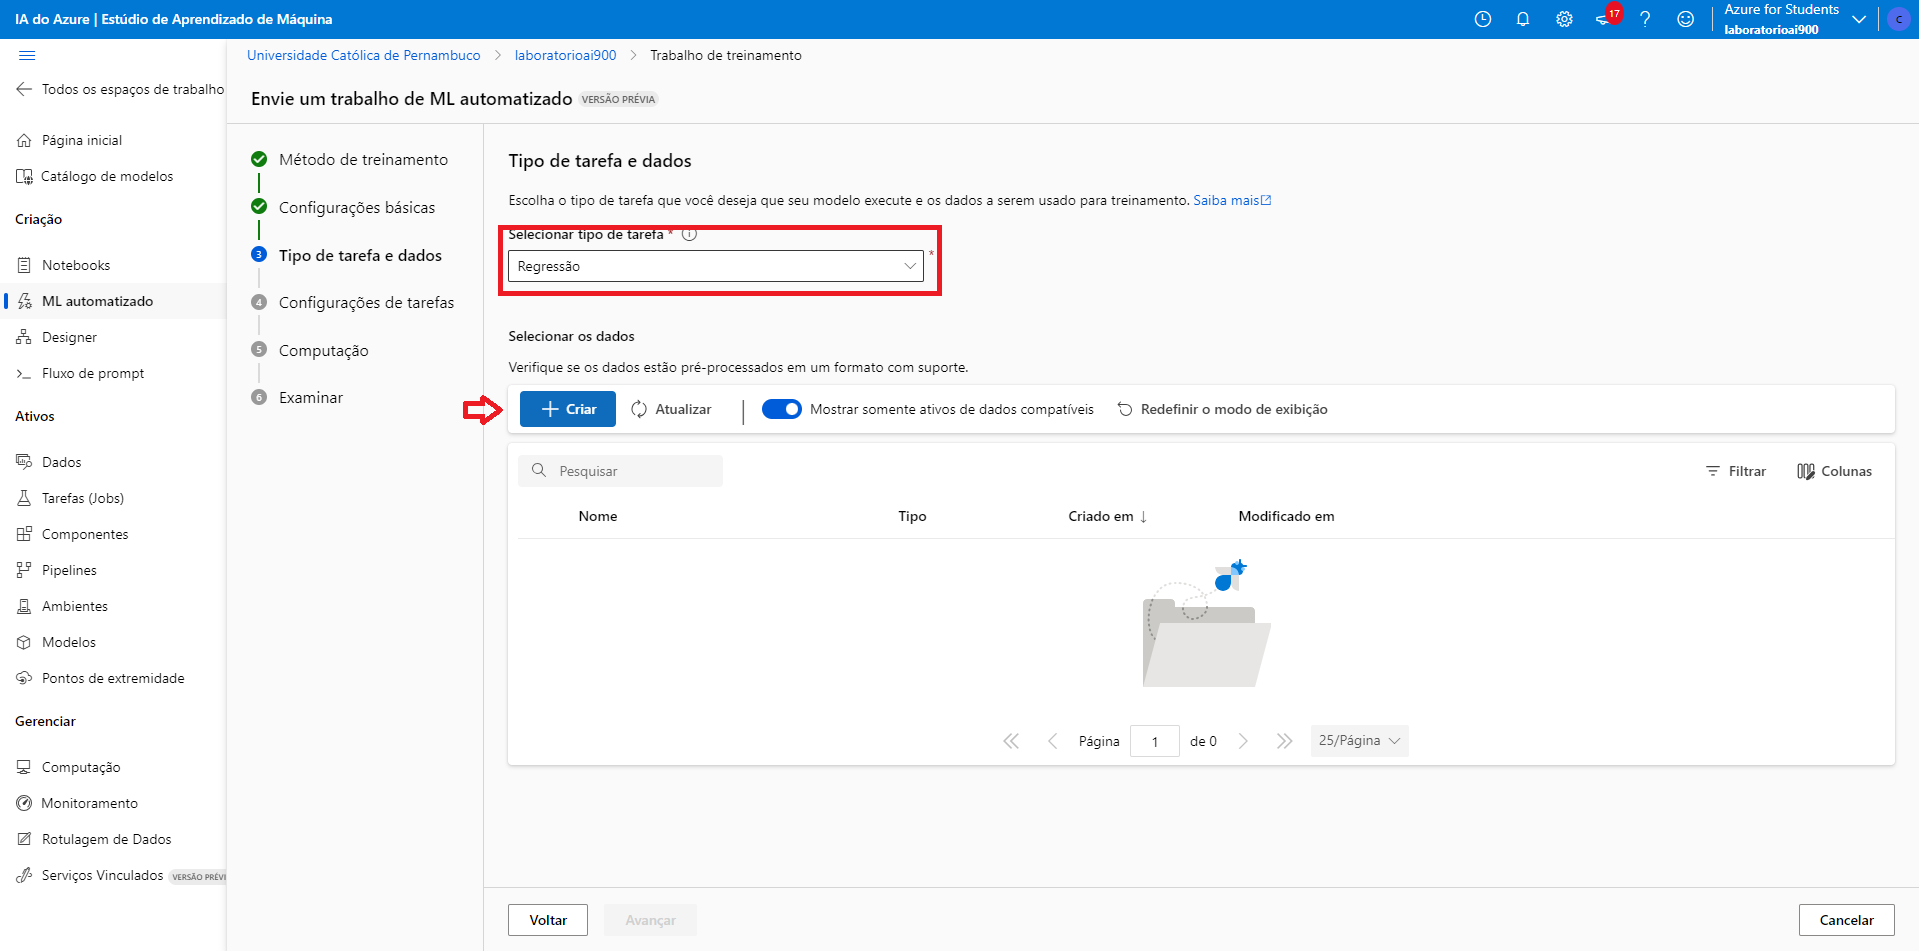 IA do Azure | Estúdio de Aprendizado de Máquina
17
Azure for Students
laboratorioai900
C
Todos os espaços de trabalho
Página inicial
Catálogo de modelos
Criação
Notebooks
ML automatizado
Designer
Fluxo de prompt
Ativos
Dados
Tarefas (Jobs)
Componentes
Pipelines
Ambientes
Modelos
Pontos de extremidade
Gerenciar
Computação
Monitoramento
Rotulagem de Dados
Serviços Vinculados VERSÃO PRÉVI
Universidade Católica de Pernambuco > laboratorioai900 > Trabalho de treinamento
Envie um trabalho de ML automatizado VERSÃO PRÉVIA
Método de treinamento
Configurações básicas
3 Tipo de tarefa e dados
4 Configurações de tarefas
5 Computação
6 Examinar
Tipo de tarefa e dados
Escolha o tipo de tarefa que você deseja que seu modelo execute e os dados a serem usado para treinamento. Saiba mais
Selecionar tipo de tarefa *
Regressão *
Selecionar os dados
Verifique se os dados estão pré-processados em um formato com suporte.
+ Criar Atualizar | Mostrar somente ativos de dados compatíveis Redefinir o modo de exibição
Pesquisar Filtrar Colunas
Nome Tipo Criado em ↓ Modificado em
Página 1 de 0 25/Página
Voltar Avançar Cancelar